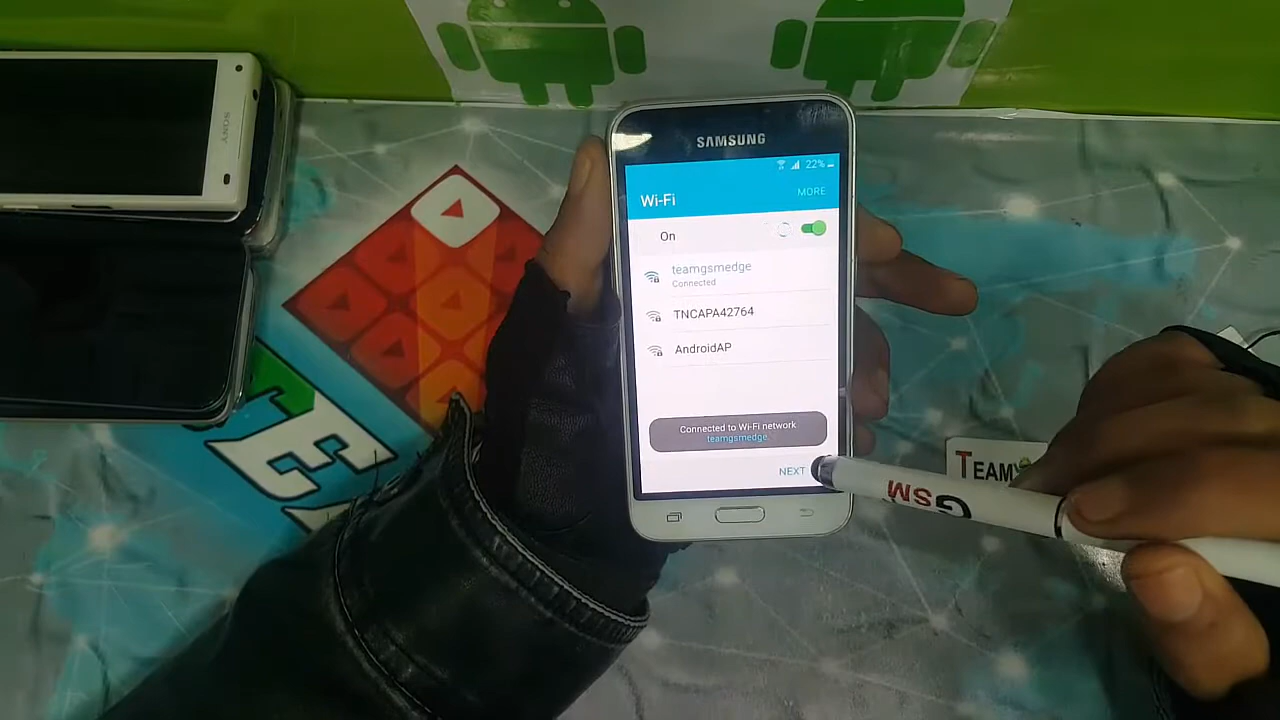 SONY
SAMSUNG
22%
Wi-Fi
MORE
On
teamgsmedge
Connected
TNCAPA42764
AndroidAP
Connected to Wi-Fi network
teamgsmedge.
NEXT
TEAM
GSM